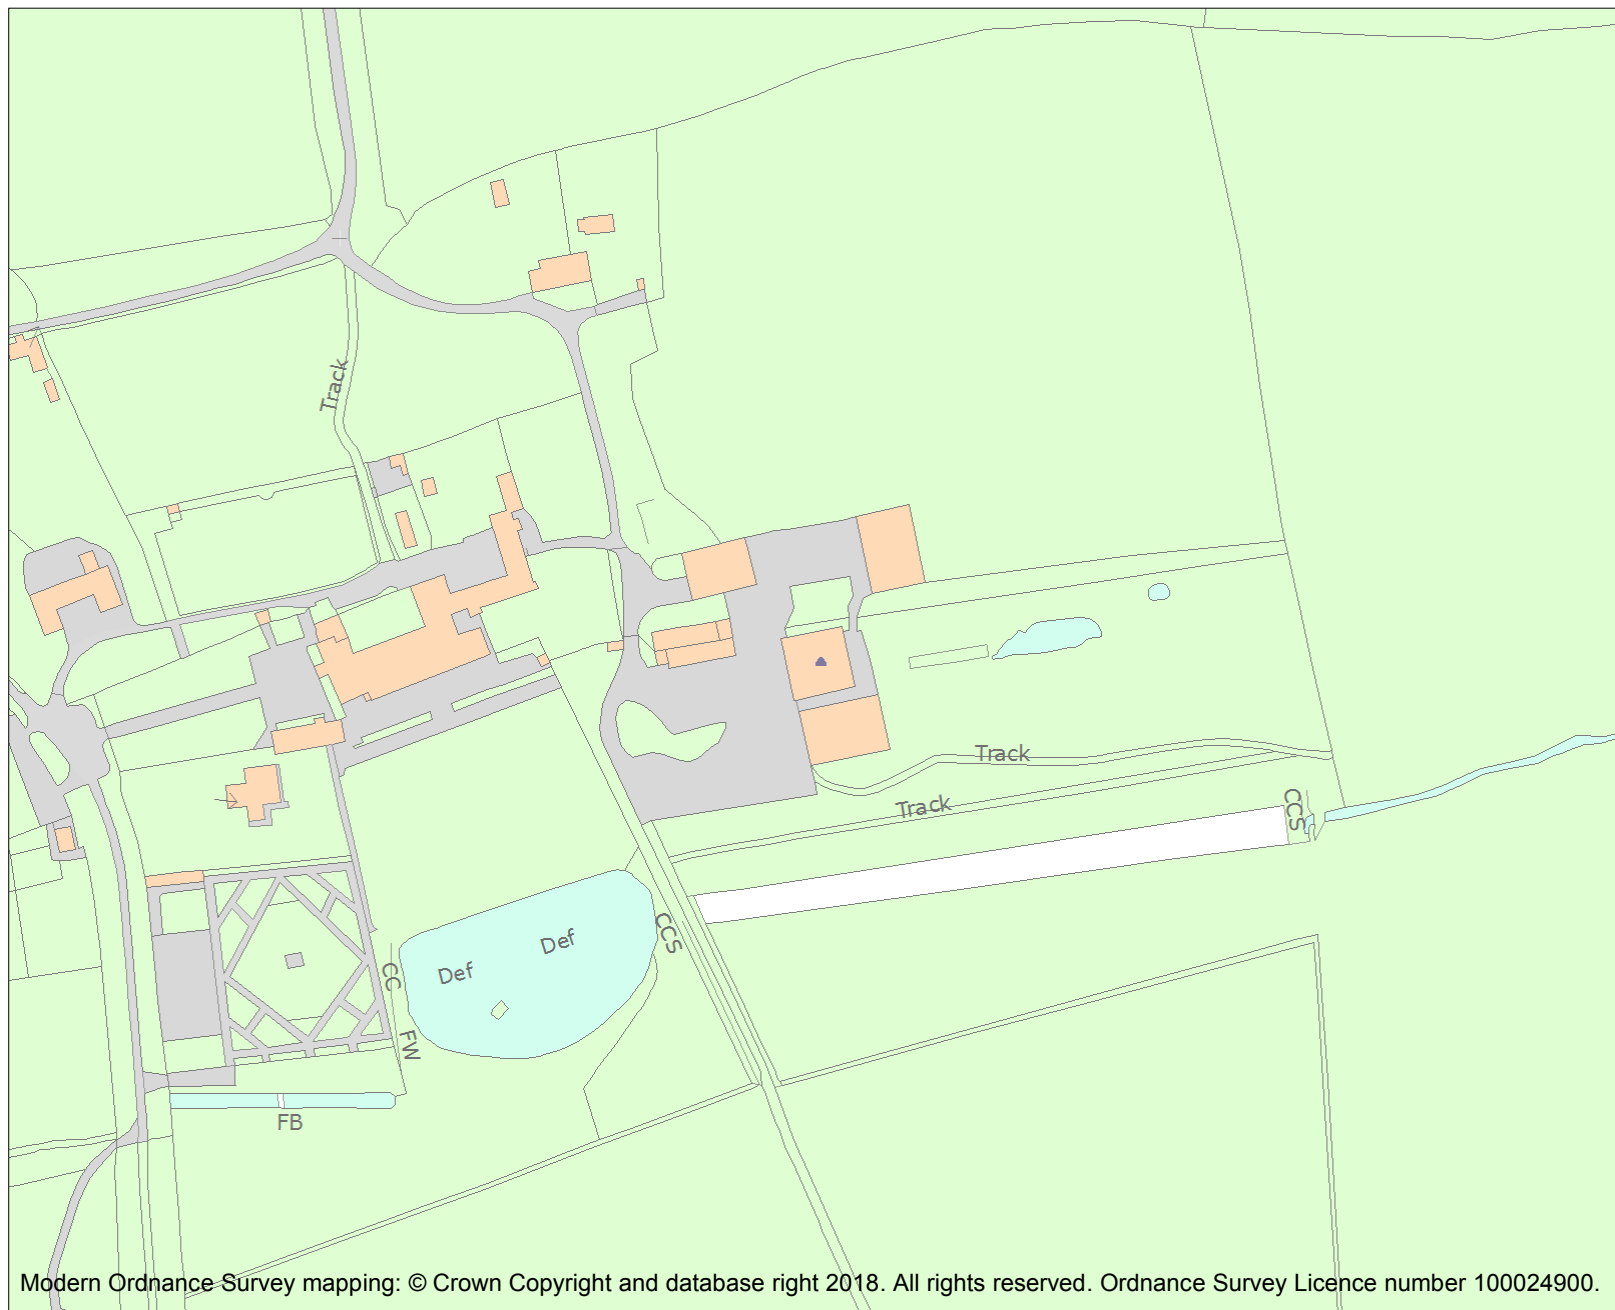 Track
Track
Track
CCS
CCS
Def
Def
CC
FW
FB
Modern Ordnance Survey mapping: © Crown Copyright and database right 2018. All rights reserved. Ordnance Survey Licence number 100024900.